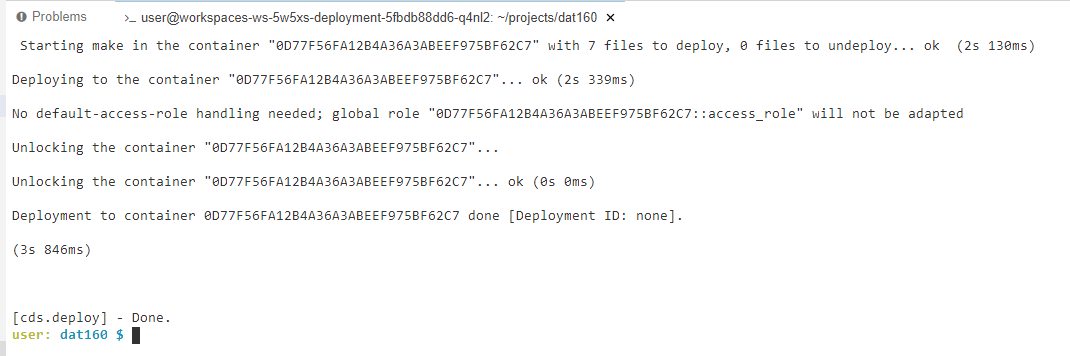 Problems
>_ user@workspaces-ws-5w5xs-deployment-5fbdb88dd6-q4nl2: ~/projects/dat160 ×
Starting make in the container "0D77F56FA12B4A36A3ABEEF975BF62C7" with 7 files to deploy, 0 files to undeploy... ok (2s 130ms)
Deploying to the container "0D77F56FA12B4A36A3ABEEF975BF62C7"... ok (2s 339ms)
No default-access-role handling needed; global role "0D77F56FA12B4A36A3ABEEF975BF62C7::access_role" will not be adapted
Unlocking the container "0D77F56FA12B4A36A3ABEEF975BF62C7"...
Unlocking the container "0D77F56FA12B4A36A3ABEEF975BF62C7"... ok (0s 0ms)
Deployment to container 0D77F56FA12B4A36A3ABEEF975BF62C7 done [Deployment ID: none].
(3s 846ms)
[cds.deploy] - Done.
user: dat160 $